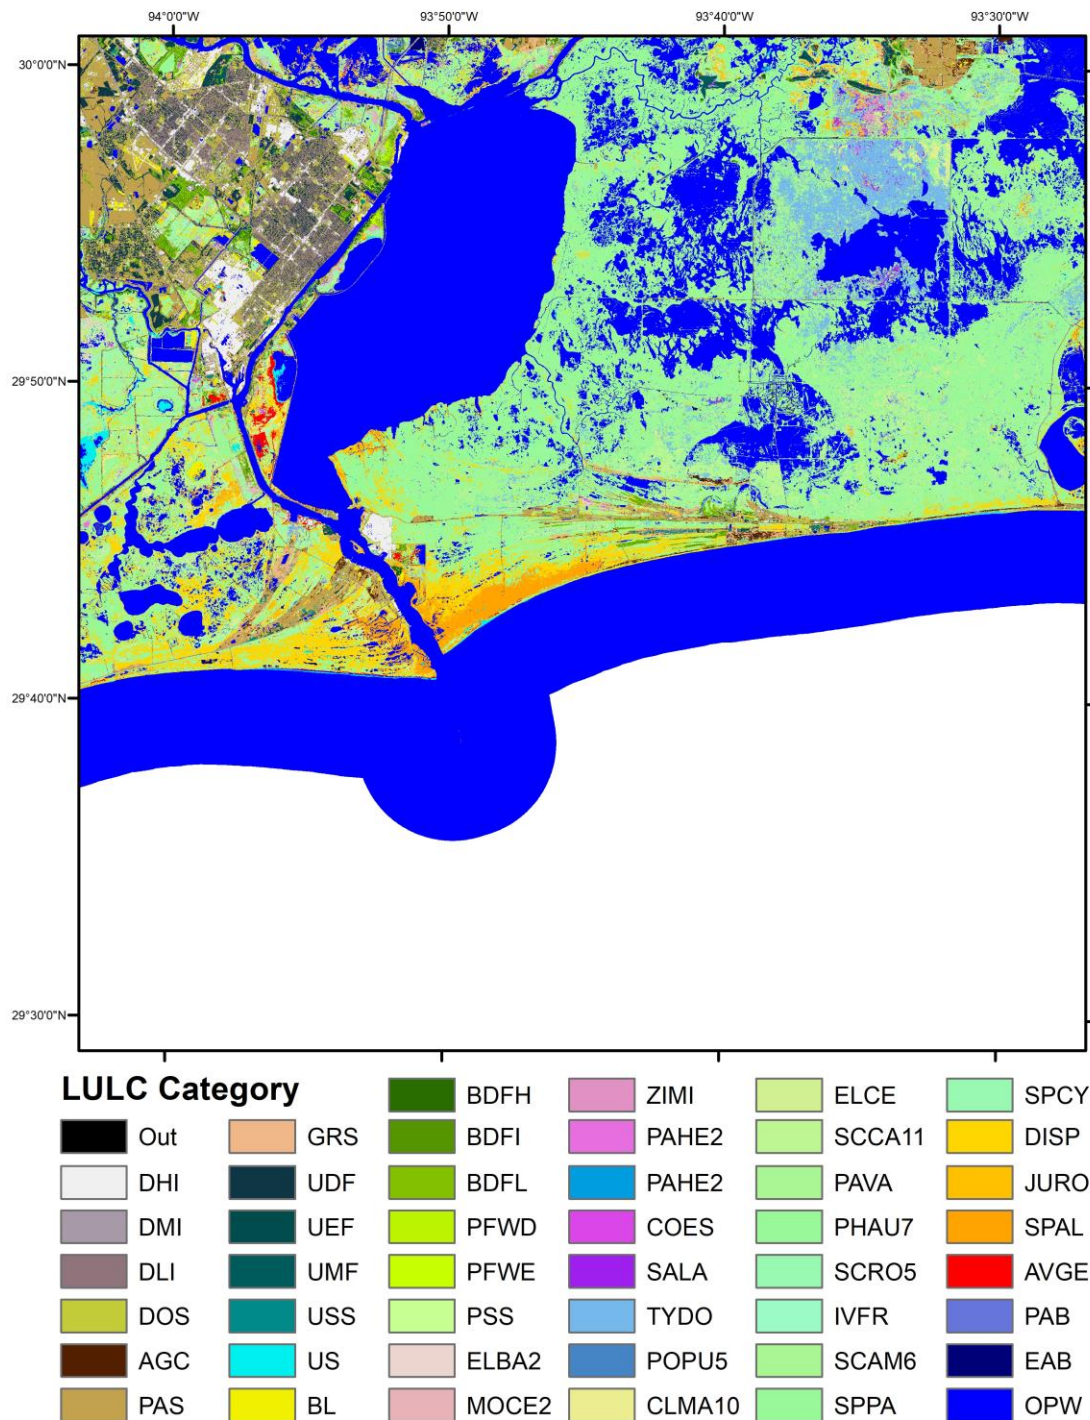 94°0'0"W 93°50'0"W 93°40'0"W 93°30'0"W
30°0'0"N
29°50'0"N
29°40'0"N
29°30'0"N
LULC Category
BDFH ZIMI ELCE SPCY
Out GRS BDFI PAHE2 SCCA11 DISP
DHI UDF BDFL PAHE2 PAVA JURO
DMI UEF PFWD COES PHAU7 SPAL
DLI UMF PFWE SALA SCRO5 AVGE
DOS USS PSS TYDO IVFR PAB
AGC US ELBA2 POPU5 SCAM6 EAB
PAS BL MOCE2 CLMA10 SPPA OPW